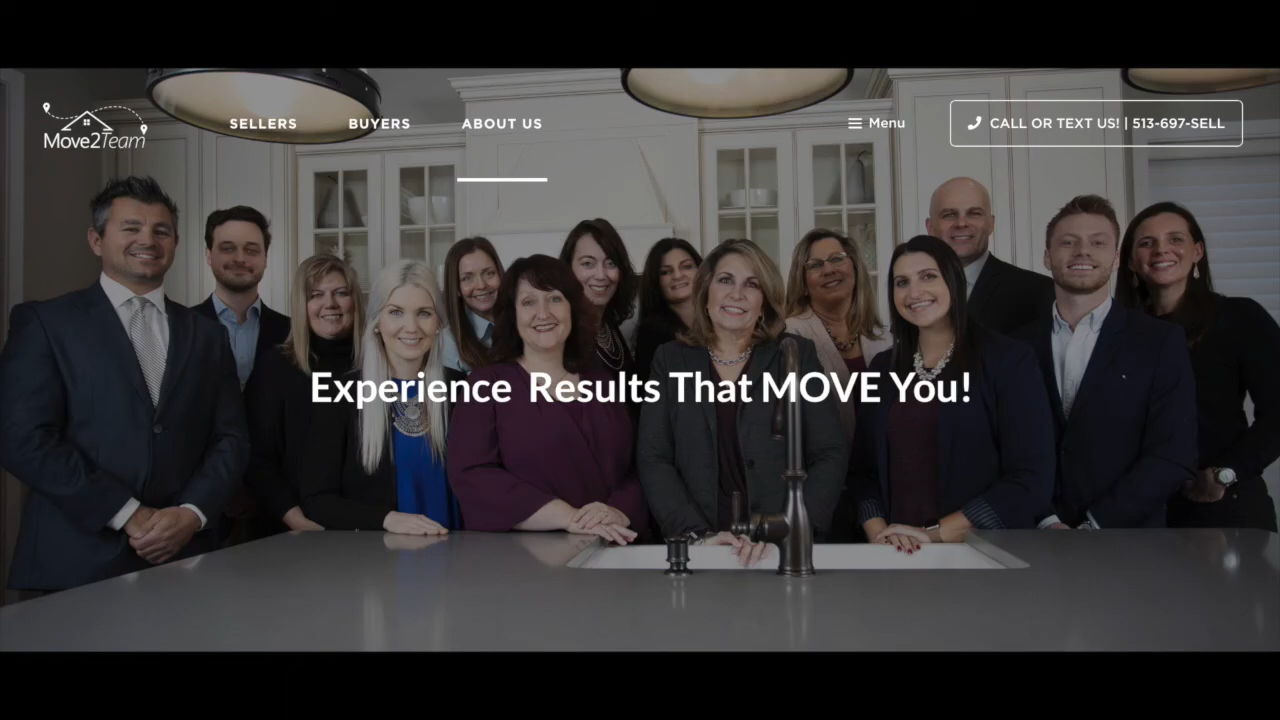 Move2Team
SELLERS
BUYERS
ABOUT US
Menu
CALL OR TEXT US! | 513-697-SELL
Experience Results That MOVE You!